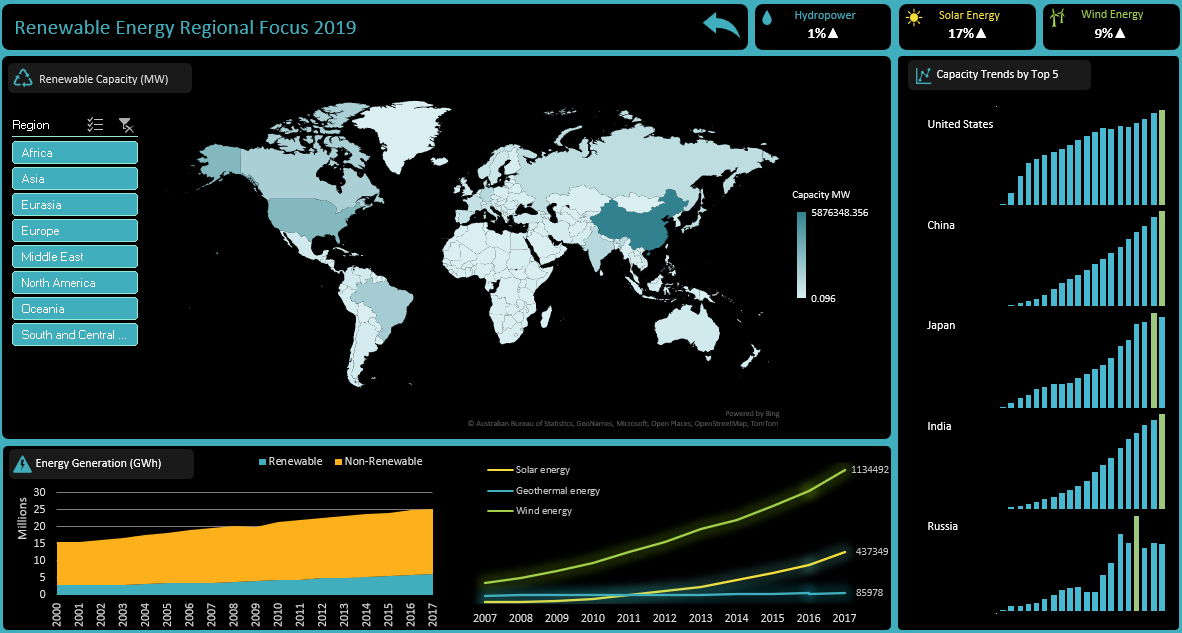 Renewable Energy Regional Focus 2019
Hydropower
1%▲
Solar Energy
17%▲
Wind Energy
9%▲
Renewable Capacity (MW)
Region
Africa
Asia
Eurasia
Europe
Middle East
North America
Oceania
South and Central ...
Capacity MW
5876348.356
0.096
Powered by Bing
© Australian Bureau of Statistics, GeoNames, Microsoft, Open Places, OpenStreetMap, TomTom
Capacity Trends by Top 5
United States
China
Japan
India
Russia
Energy Generation (GWh)
Renewable
Non-Renewable
Millions
30
25
20
15
10
5
0
2000 2001 2002 2003 2004 2005 2006 2007 2008 2009 2010 2011 2012 2013 2014 2015 2016 2017
Solar energy
Geothermal energy
Wind energy
1134492
437349
85978
2007 2008 2009 2010 2011 2012 2013 2014 2015 2016 2017